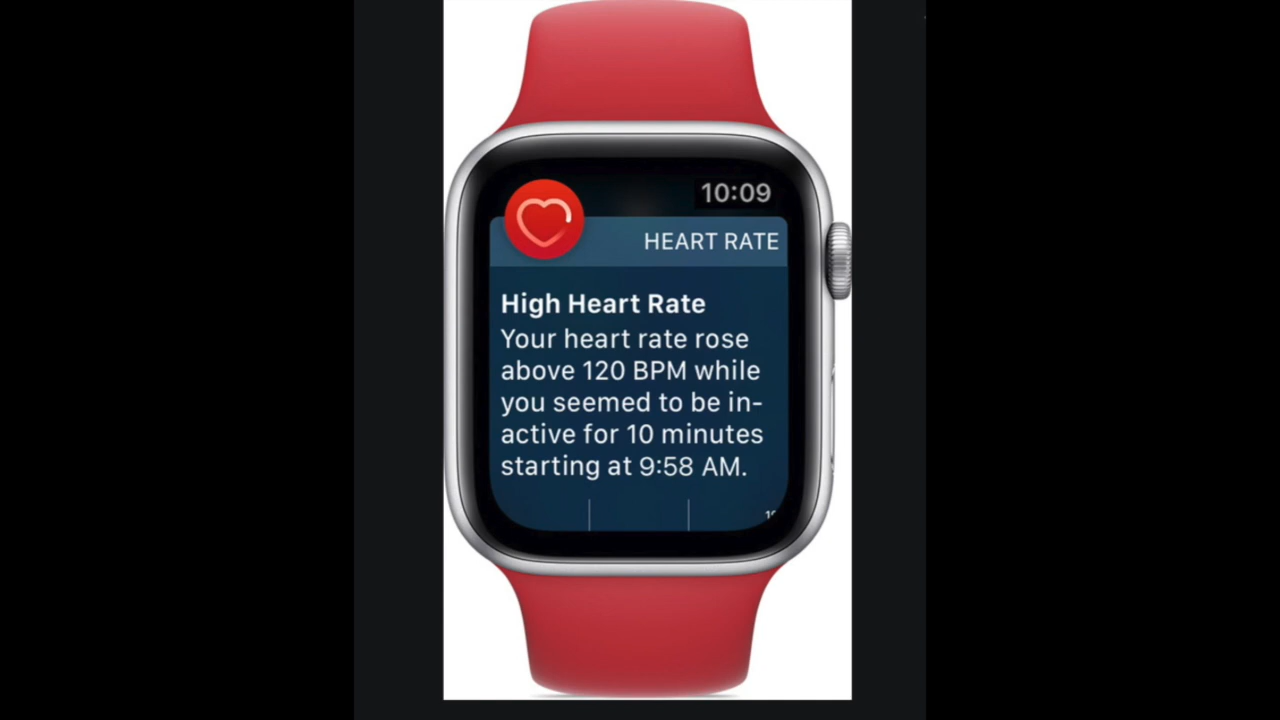 10:09
HEART RATE
High Heart Rate
Your heart rate rose
above 120 BPM while
you seemed to be in-
active for 10 minutes
starting at 9:58 AM.